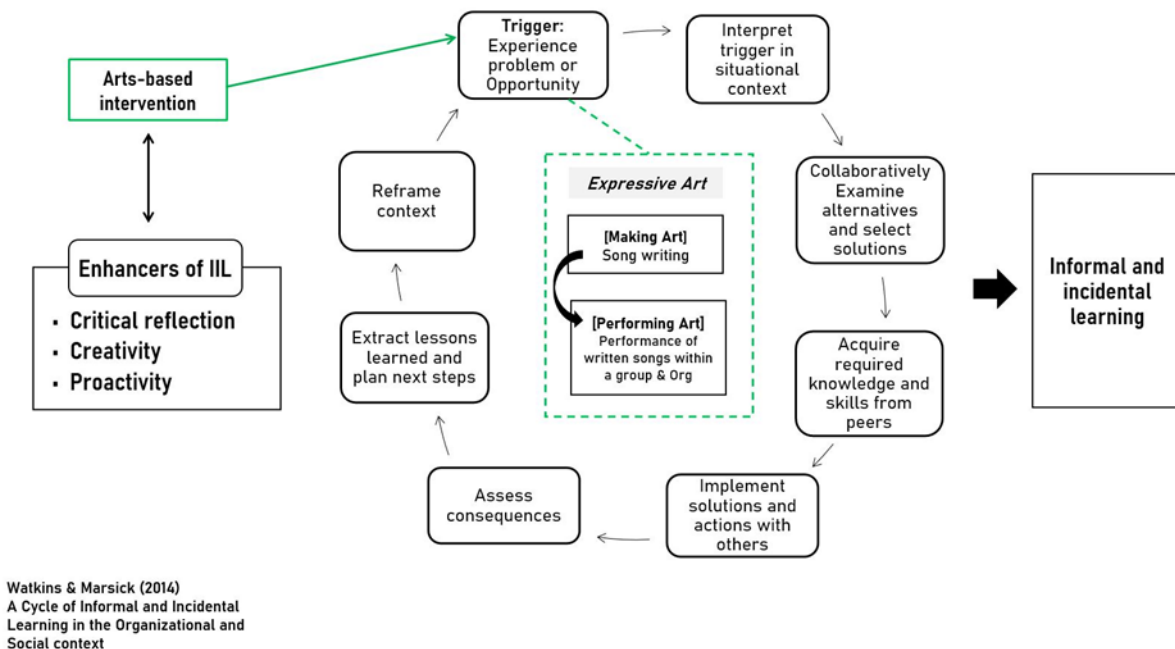 Trigger:
Experience
problem or
Opportunity
Interpret
trigger in
situational
context
Arts-based
intervention
Collaboratively
Examine
alternatives
and select
solutions
Reframe
context
Expressive Art
[Making Art]
Song writing
[Performing Art]
Performance of
written songs within
a group & Org
Enhancers of IIL
· Critical reflection
· Creativity
· Proactivity
Informal and
incidental
learning
Extract lessons
learned and
plan next steps
Acquire
required
knowledge and
skills from
peers
Assess
consequences
Implement
solutions and
actions with
others
Watkins & Marsick (2014)
A Cycle of Informal and Incidental
Learning in the Organizational and
Social context